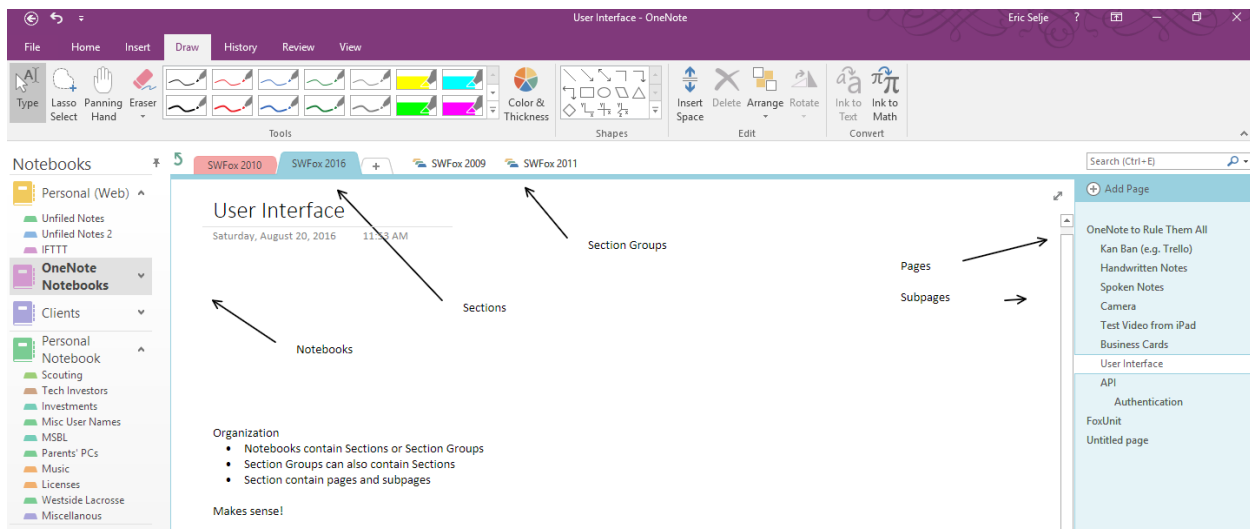 User Interface - OneNote
Eric Selje
?
File Home Insert Draw History Review View
Type
Lasso Select
Panning Hand
Eraser
Color & Thickness
Insert Space
Delete
Arrange
Rotate
Ink to Text
Ink to Math
Tools
Shapes
Edit
Convert
Notebooks
SWFox 2010
SWFox 2016
+
SWFox 2009
SWFox 2011
Search (Ctrl+E)
Personal (Web)
Unfiled Notes
Unfiled Notes 2
IFTTT
OneNote
Notebooks
Clients
Personal
Notebook
Scouting
Tech Investors
Investments
Misc User Names
MSBL
Parents' PCs
Music
Licenses
Westside Lacrosse
Miscellanous
User Interface
Saturday, August 20, 2016 11:53 AM
Section Groups
Pages
Subpages
Sections
Notebooks
Organization
• Notebooks contain Sections or Section Groups
• Section Groups can also contain Sections
• Section contain pages and subpages
Makes sense!
Add Page
OneNote to Rule Them All
Kan Ban (e.g. Trello)
Handwritten Notes
Spoken Notes
Camera
Test Video from iPad
Business Cards
User Interface
API
Authentication
FoxUnit
Untitled page